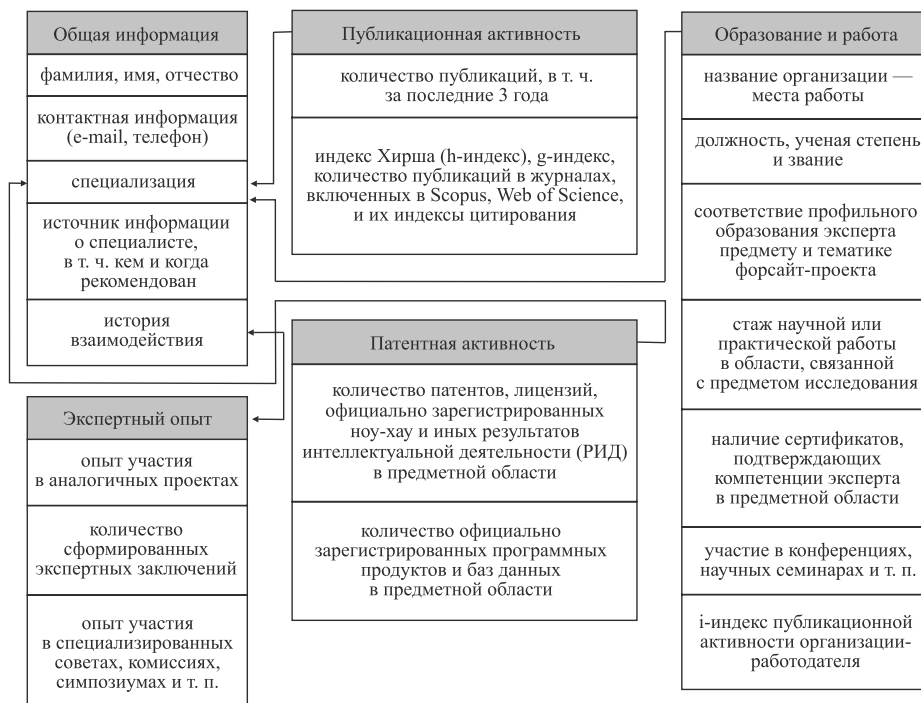 Общая информация
фамилия, имя, отчество
контактная информация
(e-mail, телефон)
специализация
источник информации
о специалисте,
в т. ч. кем и когда
рекомендован
история
взаимодействия
Экспертный опыт
опыт участия
в аналогичных проектах
количество
сформированных
экспертных заключений
опыт участия
в специализированных
советах, комиссиях,
симпозиумах и т. п.
Публикационная активность
количество публикаций, в т. ч.
за последние 3 года
индекс Хирша (h-индекс), g-индекс,
количество публикаций в журналах,
включенных в Scopus, Web of Science,
и их индексы цитирования
Патентная активность
количество патентов, лицензий,
официально зарегистрированных
ноу-хау и иных результатов
интеллектуальной деятельности (РИД)
в предметной области
количество официально
зарегистрированных программных
продуктов и баз данных
в предметной области
Образование и работа
название организации —
места работы
должность, ученая степень
и звание
соответствие профильного
образования эксперта
предмету и тематике
форсайт-проекта
стаж научной или
практической работы
в области, связанной
с предметом исследования
наличие сертификатов,
подтверждающих
компетенции эксперта
в предметной области
участие в конференциях,
научных семинарах и т. п.
i-индекс публикационной
активности организации-
работодателя